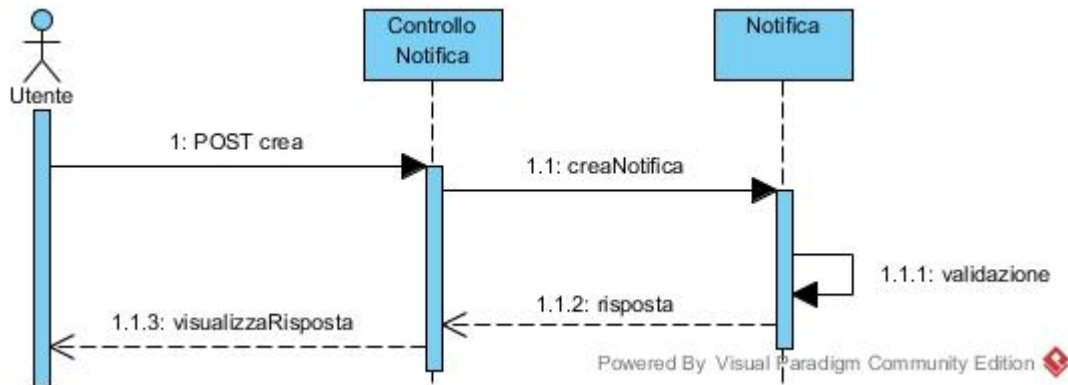 Controllo
Notifica
Notifica
Utente
1: POST crea
1.1: creaNotifica
1.1.1: validazione
1.1.2: risposta
1.1.3: visualizzaRisposta
Powered By Visual Paradigm Community Edition